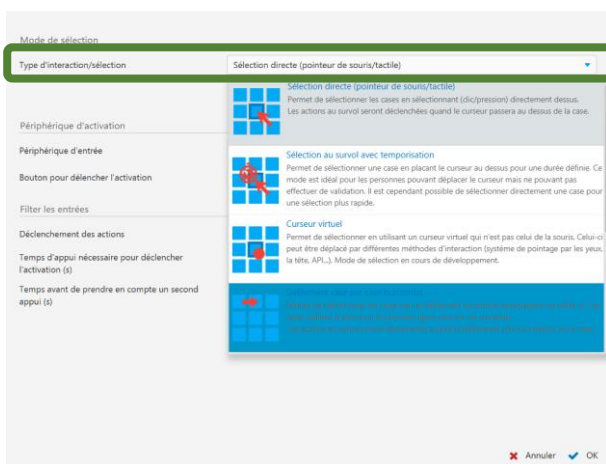 Mode de sélection
Type d'interaction/sélection
Sélection directe (pointeur de souris/tactile)
Sélection directe (pointeur de souris/tactile)
Permet de sélectionner les cases en sélectionnant (clic/pression) directement dessus.
Les actions au survol seront déclenchées quand le curseur passera au dessus de la case.
Périphérique d'activation
Périphérique d'entrée
Bouton pour délencher l'activation
Sélection au survol avec temporisation
Permet de sélectionner une case en plaçant le curseur au dessus pour une durée définie. Ce
mode est idéal pour les personnes pouvant déplacer le curseur mais ne pouvant pas
effectuer de validation. Il est cependant possible de sélectionner directement une case pour
une sélection plus rapide.
Filter les entrées
Déclenchement des actions
Temps d'appui nécessaire pour déclencher
l'activation (s)
Temps avant de prendre en compte un second
appui (s)
Curseur virtuel
Permet de sélectionner en utilisant un curseur virtuel qui n'est pas celui de la souris. Celui-ci
peut être déplacé par différentes méthodes d'interaction (système de pointage par les yeux,
la tête, API...). Mode de sélection en cours de développement.
Annuler
OK